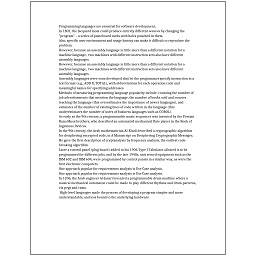 Programming languages are essential for software development.
In 1801, the Jacquard loom could produce entirely different weaves by changing the
"program" - a series of pasteboard cards with holes punched in them.
Also, specific user environment and usage history can make it difficult to reproduce the
problem.
However, because an assembly language is little more than a different notation for a
machine language, two machines with different instruction sets also have different
assembly languages.
However, because an assembly language is little more than a different notation for a
machine language, two machines with different instruction sets also have different
assembly languages.
Assembly languages were soon developed that let the programmer specify instruction in a
text format (e.g., ADD X, TOTAL), with abbreviations for each operation code and
meaningful names for specifying addresses.
Methods of measuring programming language popularity include: counting the number of
job advertisements that mention the language, the number of books sold and courses
teaching the language (this overestimates the importance of newer languages), and
estimates of the number of existing lines of code written in the language (this
underestimates the number of users of business languages such as COBOL).
As early as the 9th century, a programmable music sequencer was invented by the Persian
Banu Musa brothers, who described an automated mechanical flute player in the Book of
Ingenious Devices.
In the 9th century, the Arab mathematician Al-Kindi described a cryptographic algorithm
for deciphering encrypted code, in A Manuscript on Deciphering Cryptographic Messages.
He gave the first description of cryptanalysis by frequency analysis, the earliest code-
breaking algorithm.
Later a control panel (plug board) added to his 1906 Type I Tabulator allowed it to be
programmed for different jobs, and by the late 1940s, unit record equipment such as the
IBM 602 and IBM 604, were programmed by control panels in a similar way, as were the
first electronic computers.
One approach popular for requirements analysis is Use Case analysis.
One approach popular for requirements analysis is Use Case analysis.
In 1206, the Arab engineer Al-Jazari invented a programmable drum machine where a
musical mechanical automaton could be made to play different rhythms and drum patterns,
via pegs and cams.
High-level languages made the process of developing a program simpler and more
understandable, and less bound to the underlying hardware.